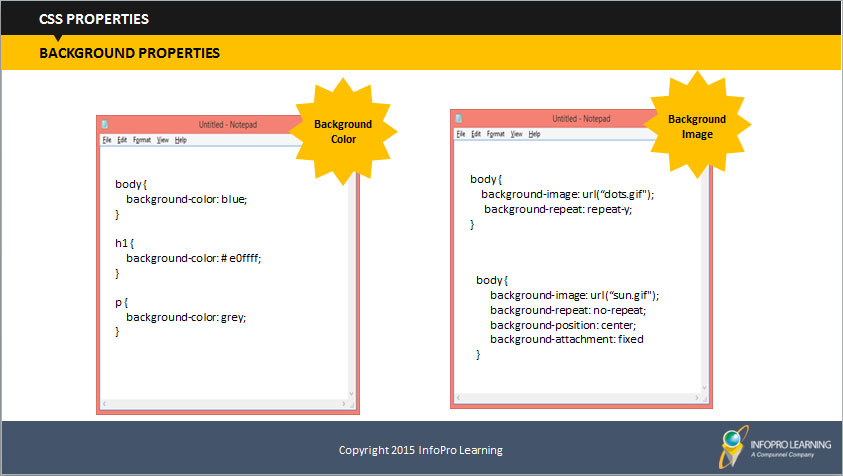 CSS PROPERTIES
BACKGROUND PROPERTIES
Untitled - Notepad
File Edit Format View Help
Background
Color
body {
background-color: blue;
}
h1 {
background-color: # e0ffff;
}
p {
background-color: grey;
}
Untitled - Notepad
File Edit Format View Help
Background
Image
body {
background-image: url(“dots.gif");
background-repeat: repeat-y;
}
body {
background-image: url(“sun.gif");
background-repeat: no-repeat;
background-position: center;
background-attachment: fixed
}
Copyright 2015 InfoPro Learning
INFOPRO LEARNING
A Compunnel Company